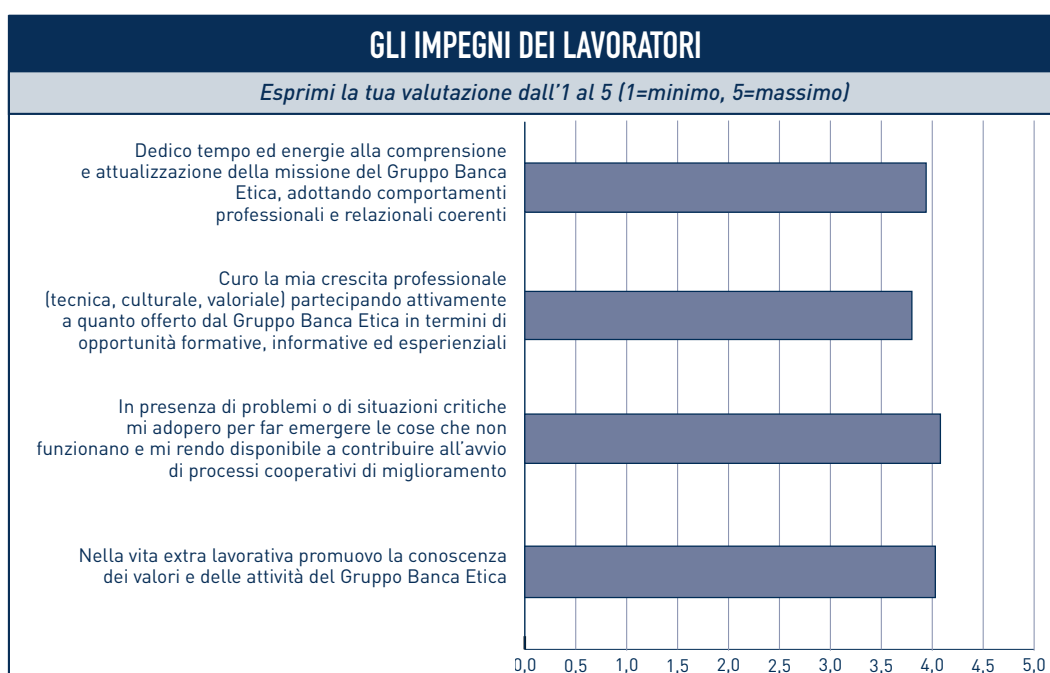 GLI IMPEGNI DEI LAVORATORI
Esprimi la tua valutazione dall'1 al 5 (1=minimo, 5=massimo)
Dedico tempo ed energie alla comprensione
e attualizzazione della missione del Gruppo Banca
Etica, adottando comportamenti
professionali e relazionali coerenti
Curo la mia crescita professionale
(tecnica, culturale, valoriale) partecipando attivamente
a quanto offerto dal Gruppo Banca Etica in termini di
opportunità formative, informative ed esperienziali
In presenza di problemi o di situazioni critiche
mi adopero per far emergere le cose che non
funzionano e mi rendo disponibile a contribuire all'avvio
di processi cooperativi di miglioramento
Nella vita extra lavorativa promuovo la conoscenza
dei valori e delle attività del Gruppo Banca Etica
0,0 0,5 1,0 1,5 2,0 2,5 3,0 3,5 4,0 4,5 5,0